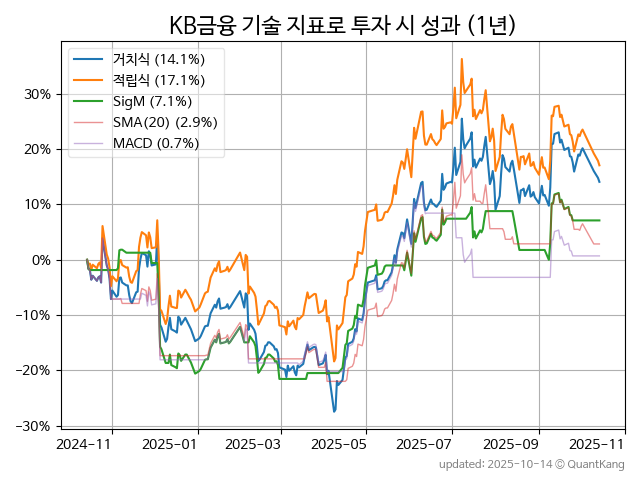 KB금융 기술 지표로 투자 시 성과 (1년)
거치식 (14.1%)
적립식 (17.1%)
SigM (7.1%)
SMA(20) (2.9%)
MACD (0.7%)
30%
20%
10%
0%
−10%
−20%
−30%
2024-11 2025-01 2025-03 2025-05 2025-07 2025-09 2025-11
updated: 2025-10-14 © QuantKang